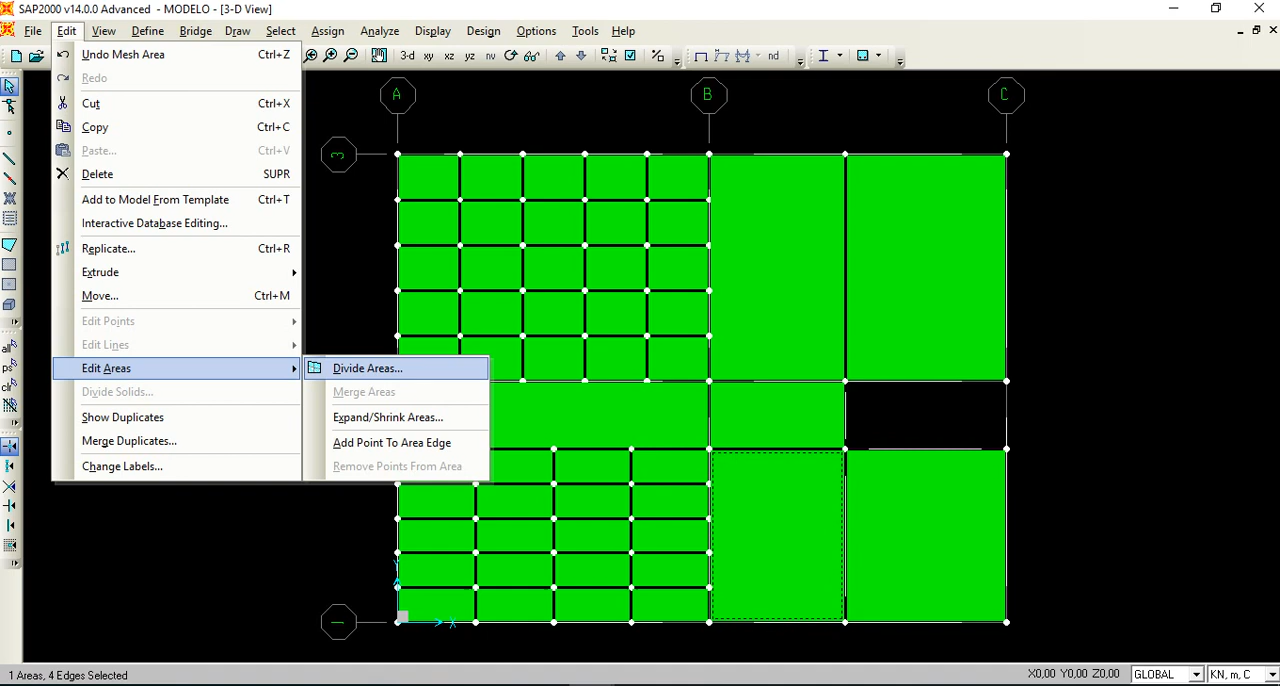 SAP2000 v14.0.0 Advanced - MODELO - [3-D View]
File Edit View Define Bridge Draw Select Assign Analyze Display Design Options Tools Help
3-d xy xz yz nv nd
Undo Mesh Area Ctrl+Z
Redo
Cut Ctrl+X
Copy Ctrl+C
Paste... Ctrl+V
Delete SUPR
Add to Model From Template Ctrl+T
Interactive Database Editing...
Replicate... Ctrl+R
Extrude
Move... Ctrl+M
Edit Points
Edit Lines
Edit Areas
Divide Solids...
Show Duplicates
Merge Duplicates...
Change Labels...
Divide Areas...
Merge Areas
Expand/Shrink Areas...
Add Point To Area Edge
Remove Points From Area
all
ps
clr
A B C
3
1
Y
X
1 Areas, 4 Edges Selected
X0,00 Y0,00 Z0,00
GLOBAL
KN, m, C